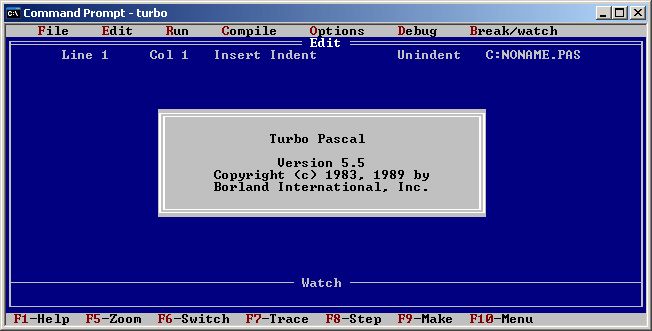 Command Prompt - turbo
File Edit Run Compile Options Debug Break/watch
Edit
Line 1 Col 1 Insert Indent Unindent C:NONAME.PAS
Turbo Pascal
Version 5.5
Copyright (c) 1983, 1989 by
Borland International, Inc.
Watch
F1-Help F5-Zoom F6-Switch F7-Trace F8-Step F9-Make F10-Menu